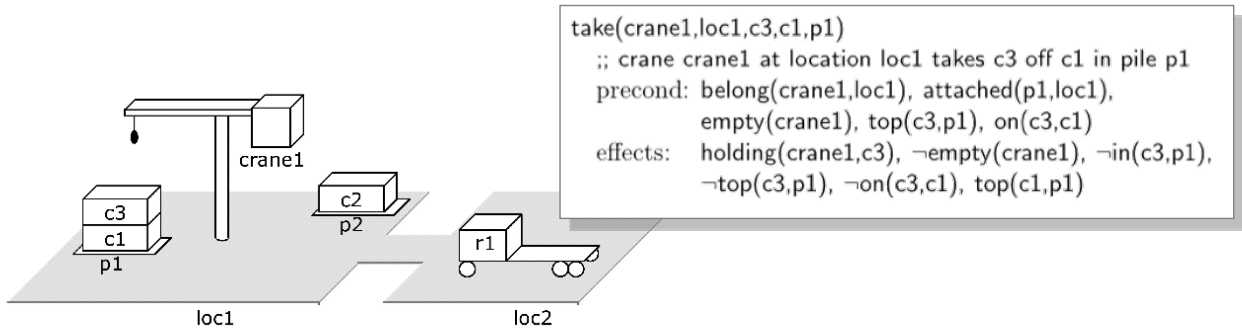 take(crane1,loc1,c3,c1,p1)
;; crane crane1 at location loc1 takes c3 off c1 in pile p1
precond: belong(crane1,loc1), attached(p1,loc1),
empty(crane1), top(c3,p1), on(c3,c1)
effects: holding(crane1,c3), ¬empty(crane1), ¬in(c3,p1),
¬top(c3,p1), ¬on(c3,c1), top(c1,p1)
crane1
c3
c1
p1
c2
p2
r1
loc1
loc2